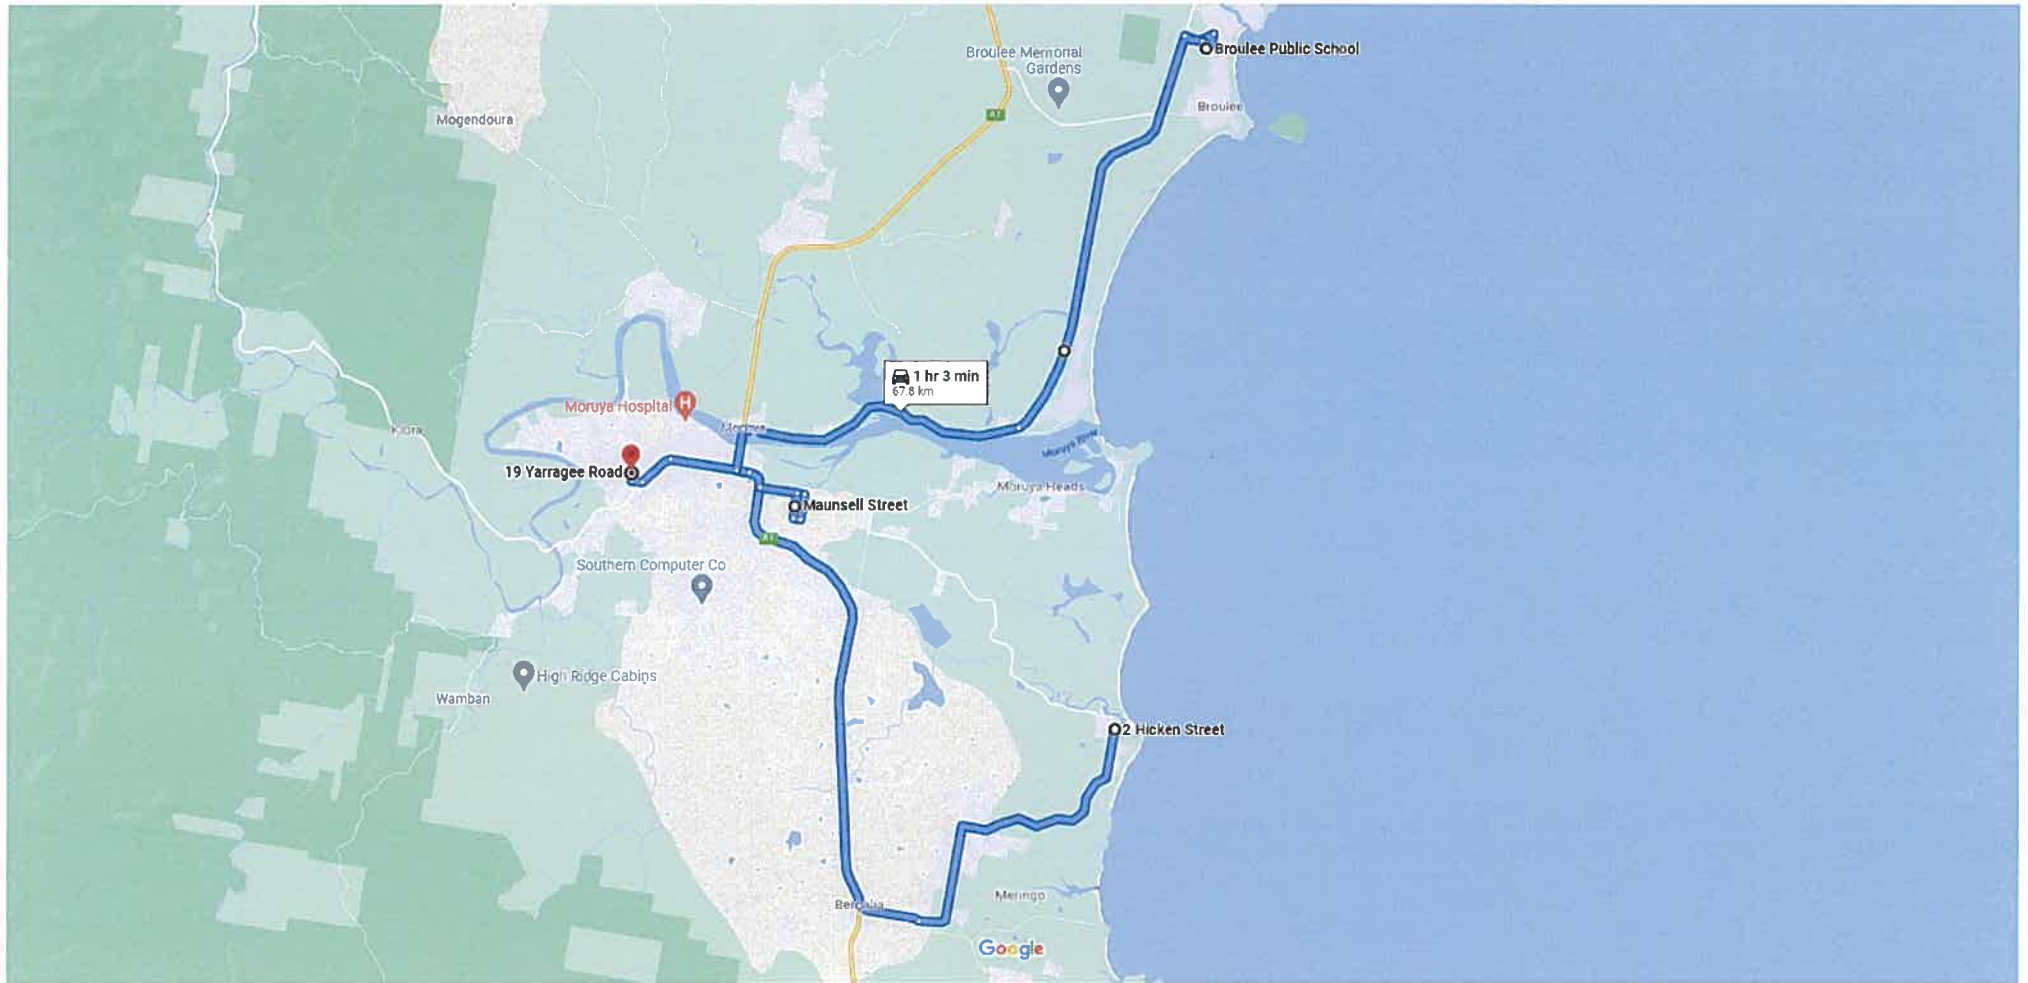 Broulee Public School
Broulee Memorial
Gardens
Broulee
A1
Mogendoura
1 hr 3 min
67.8 km
Moruya Hospital
H
Moruya
Kiora
Moruya River
19 Yarragee Road
Moruya Heads
Maunsell Street
A1
Southern Computer Co
High Ridge Cabins
Wamban
2 Hicken Street
Meringo
Bergalia
Google